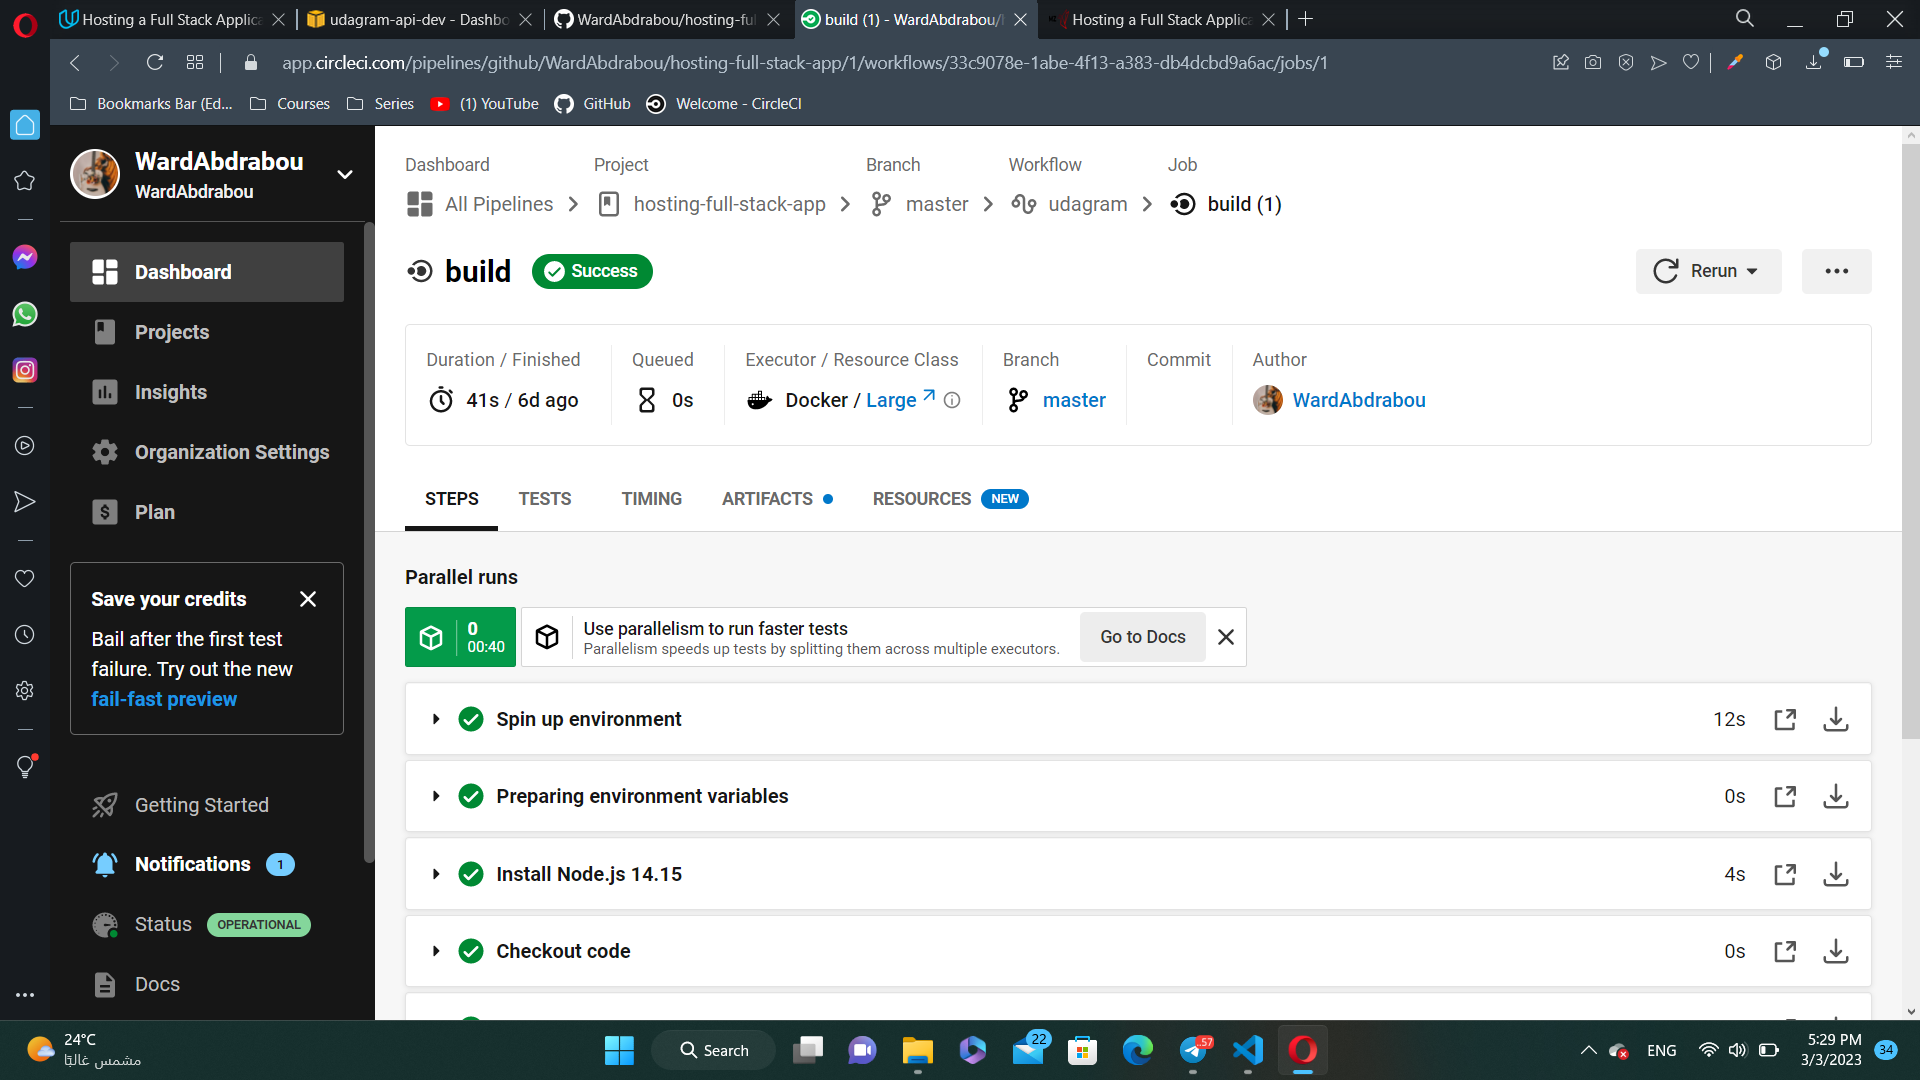 Hosting a Full Stack Applica
udagram-api-dev - Dashbo
WardAbdrabou/hosting-ful
build (1) - WardAbdrabou/
Hosting a Full Stack Applica
app.circleci.com/pipelines/github/WardAbdrabou/hosting-full-stack-app/1/workflows/33c9078e-1abe-4f13-a383-db4dcbd9a6ac/jobs/1
Bookmarks Bar (Ed... Courses Series (1) YouTube GitHub Welcome - CircleCI
WardAbdrabou
WardAbdrabou
Dashboard
Projects
Insights
Organization Settings
Plan
Save your credits
Bail after the first test
failure. Try out the new
fail-fast preview
Getting Started
Notifications 1
Status OPERATIONAL
Docs
Dashboard Project Branch Workflow Job
All Pipelines hosting-full-stack-app master udagram build (1)
build Success
Rerun
Duration / Finished Queued Executor / Resource Class Branch Commit Author
41s / 6d ago 0s Docker / Large master WardAbdrabou
STEPS TESTS TIMING ARTIFACTS RESOURCES NEW
Parallel runs
0
00:40
Use parallelism to run faster tests
Parallelism speeds up tests by splitting them across multiple executors.
Go to Docs
Spin up environment 12s
Preparing environment variables 0s
Install Node.js 14.15 4s
Checkout code 0s
24°C
مشمس غالبًا
Search
22
57
ENG
5:29 PM
3/3/2023
34